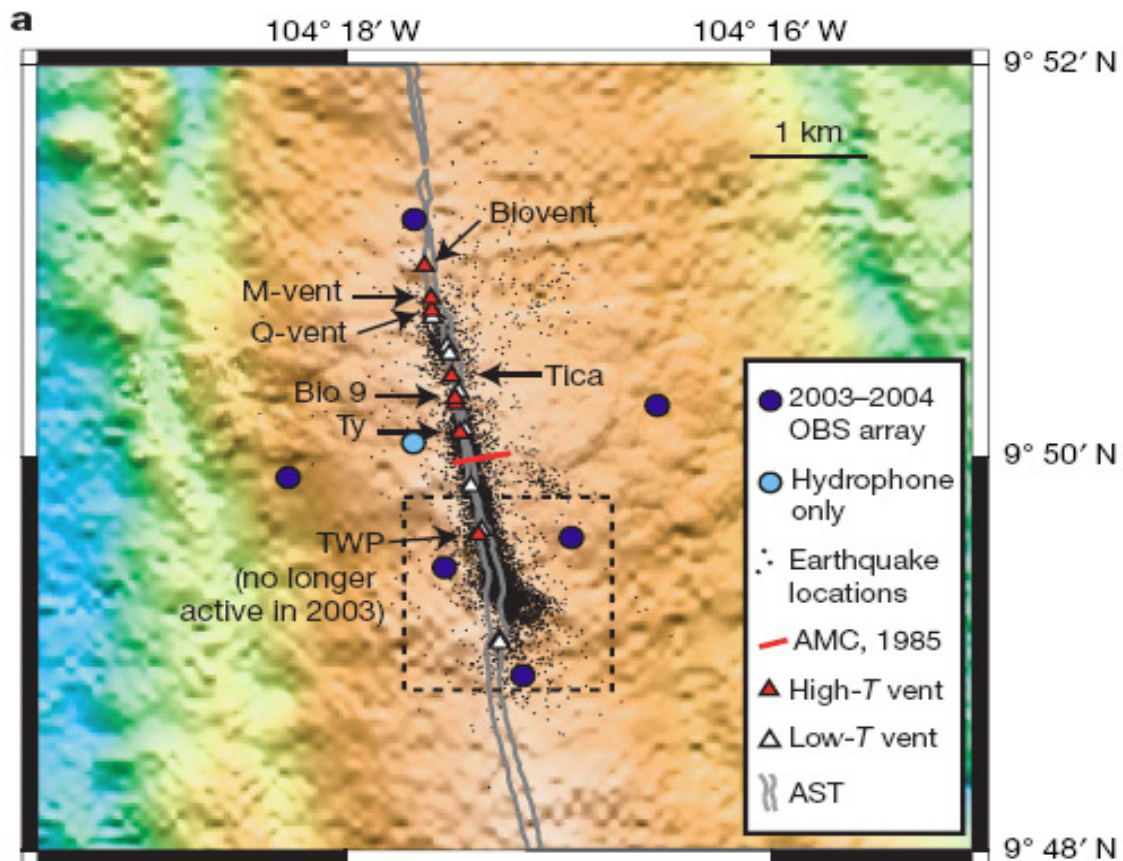 a
104° 18′ W
104° 16′ W
9° 52′ N
1 km
Biovent
M-vent
Q-vent
Tica
Bio 9
Ty
9° 50′ N
TWP
(no longer
active in 2003)
2003–2004
OBS array
Hydrophone
only
Earthquake
locations
AMC, 1985
High-T vent
Low-T vent
AST
9° 48′ N